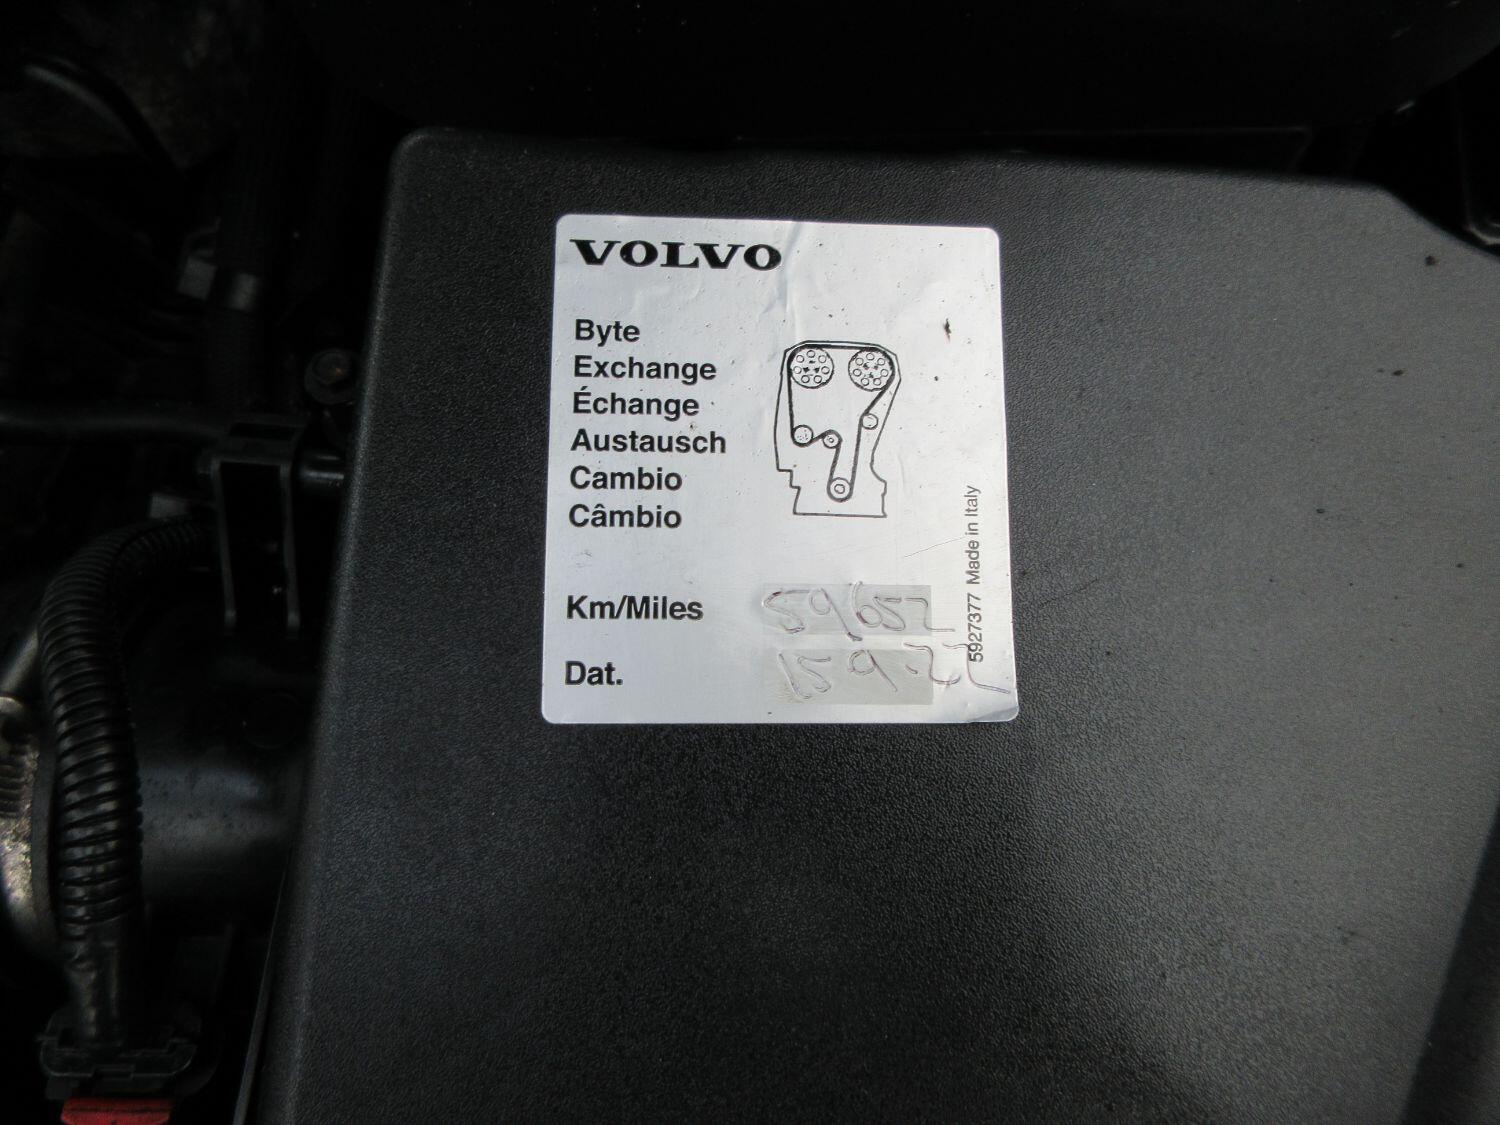 VOLVO
Byte
Exchange
Échange
Austausch
Cambio
Câmbio
Km/Miles 59652
Dat. 15 9.22
5927377 Made in Italy